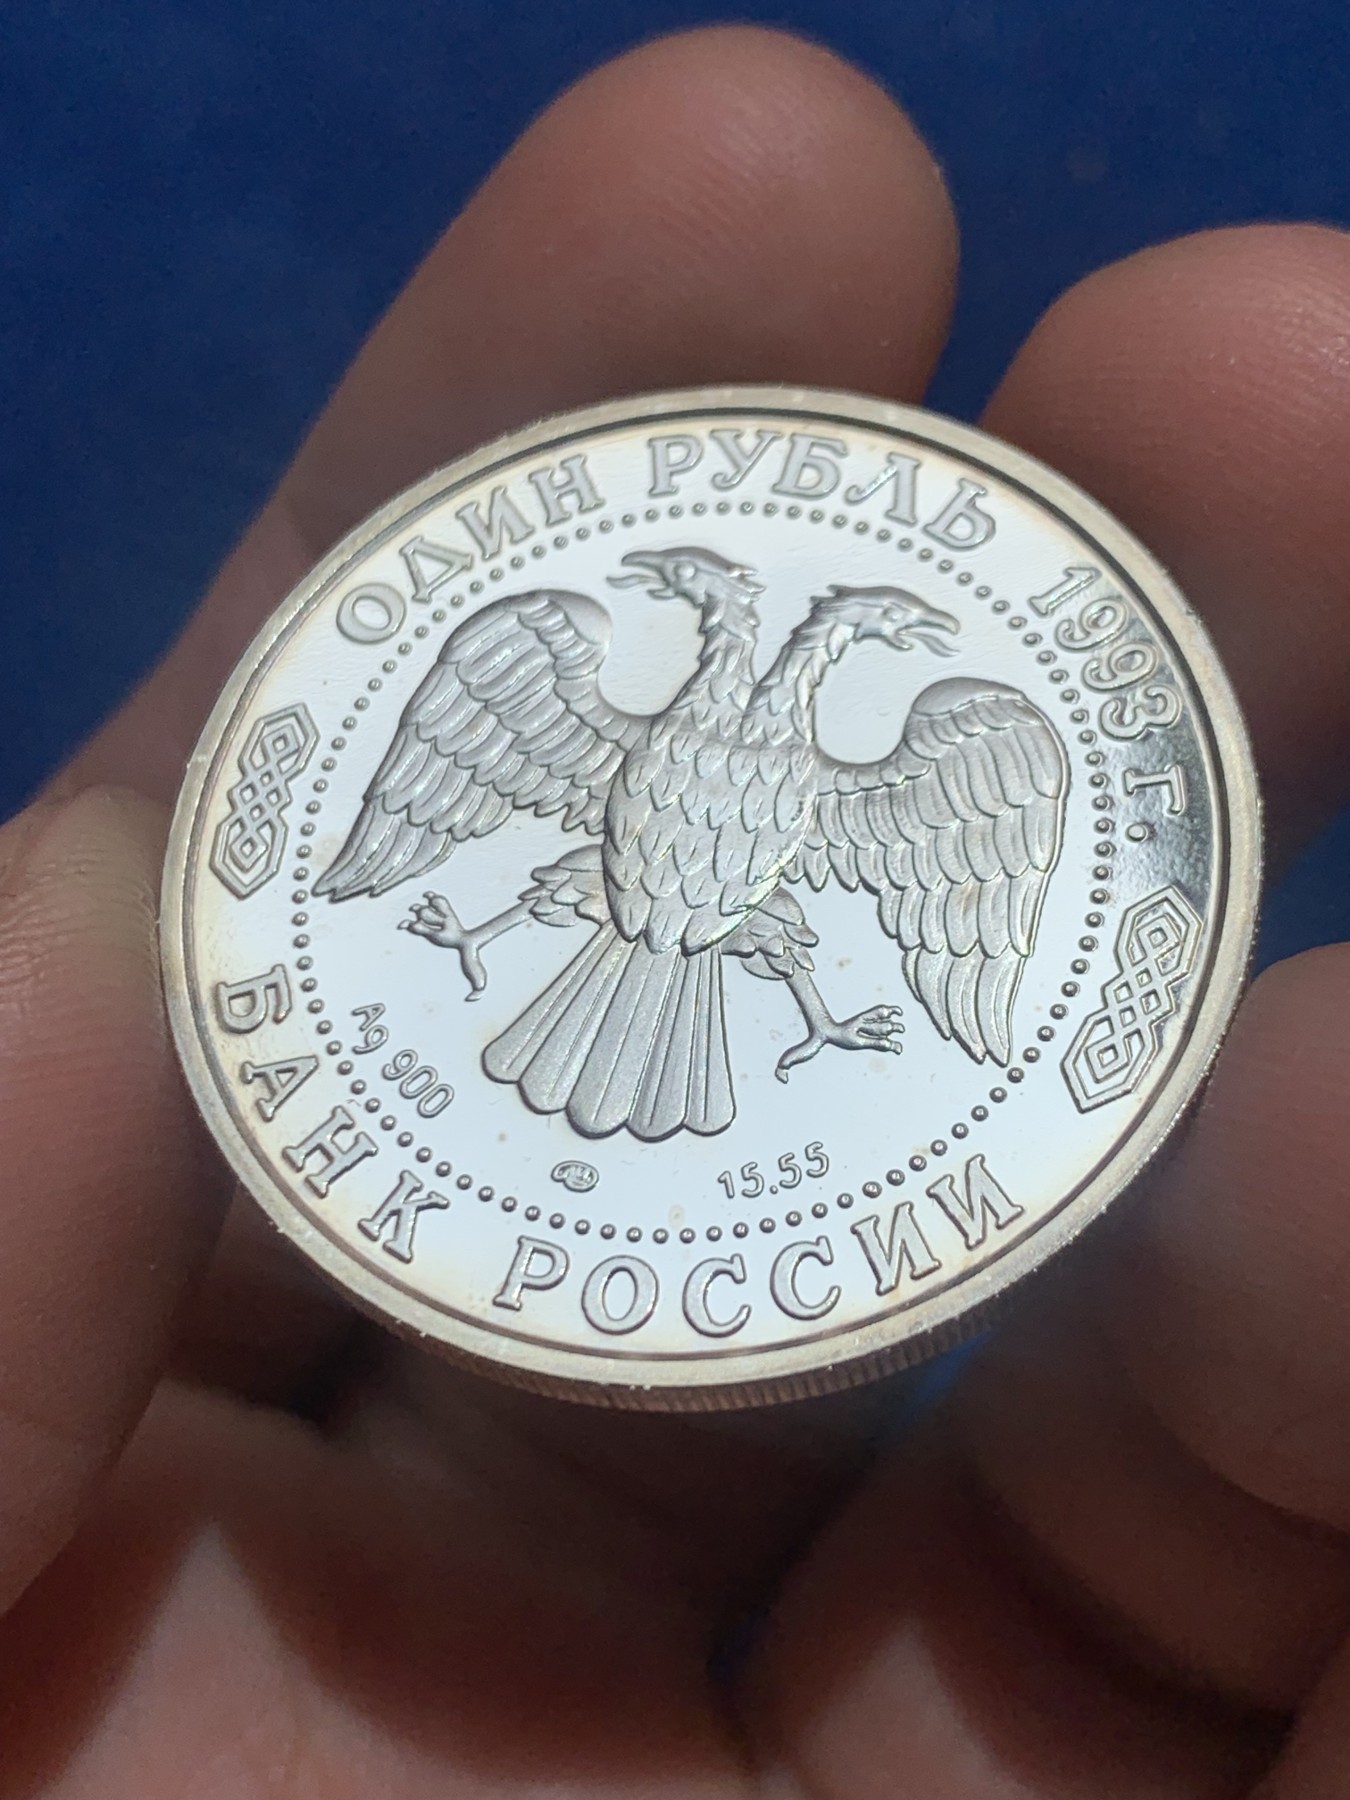 ОДИН РУБЛЬ 1993 Г.
Ag 900
15.55
БАНК РОССИИ